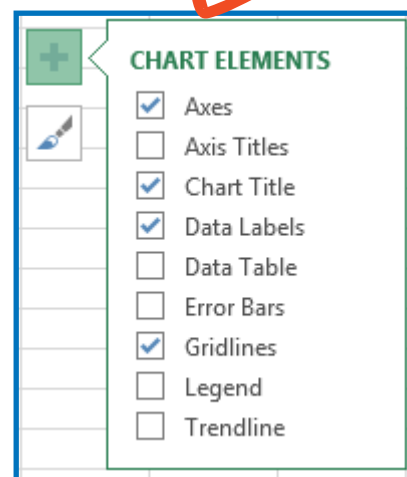 CHART ELEMENTS
Axes
Axis Titles
Chart Title
Data Labels
Data Table
Error Bars
Gridlines
Legend
Trendline